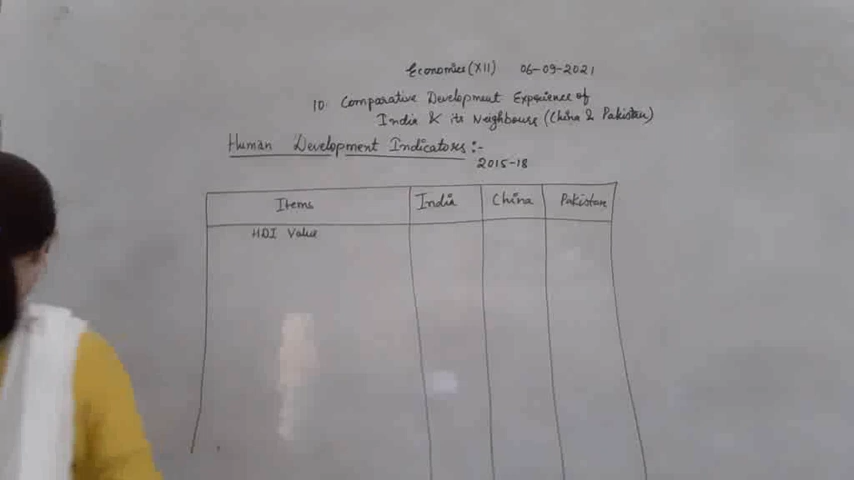 Economics (XII) 06-09-2021
10. Comparative Development Experience of
India & its Neighbours (China & Pakistan)
Human Development Indicators :-
2015-18
Items India China Pakistan
HDI Value